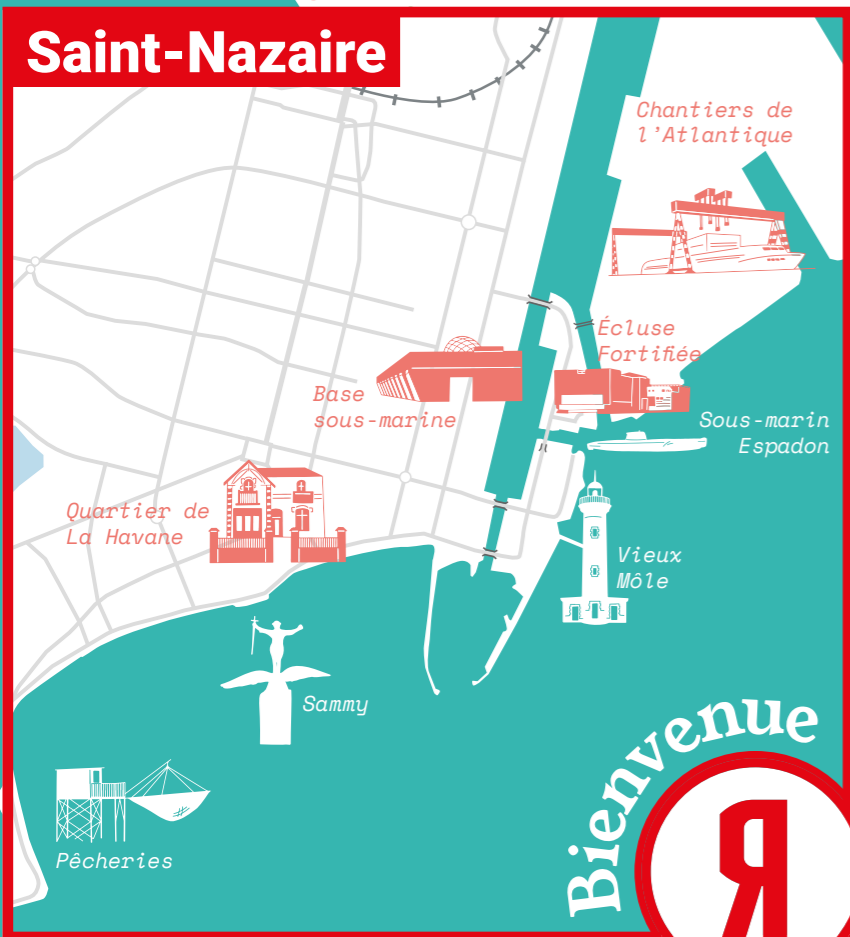 Saint-Nazaire
Chantiers de
l'Atlantique
Écluse
Fortifiée
Base
sous-marine
Sous-marin
Espadon
Quartier de
La Havane
Vieux
Môle
Sammy
Pêcheries
Bienvenue
Я